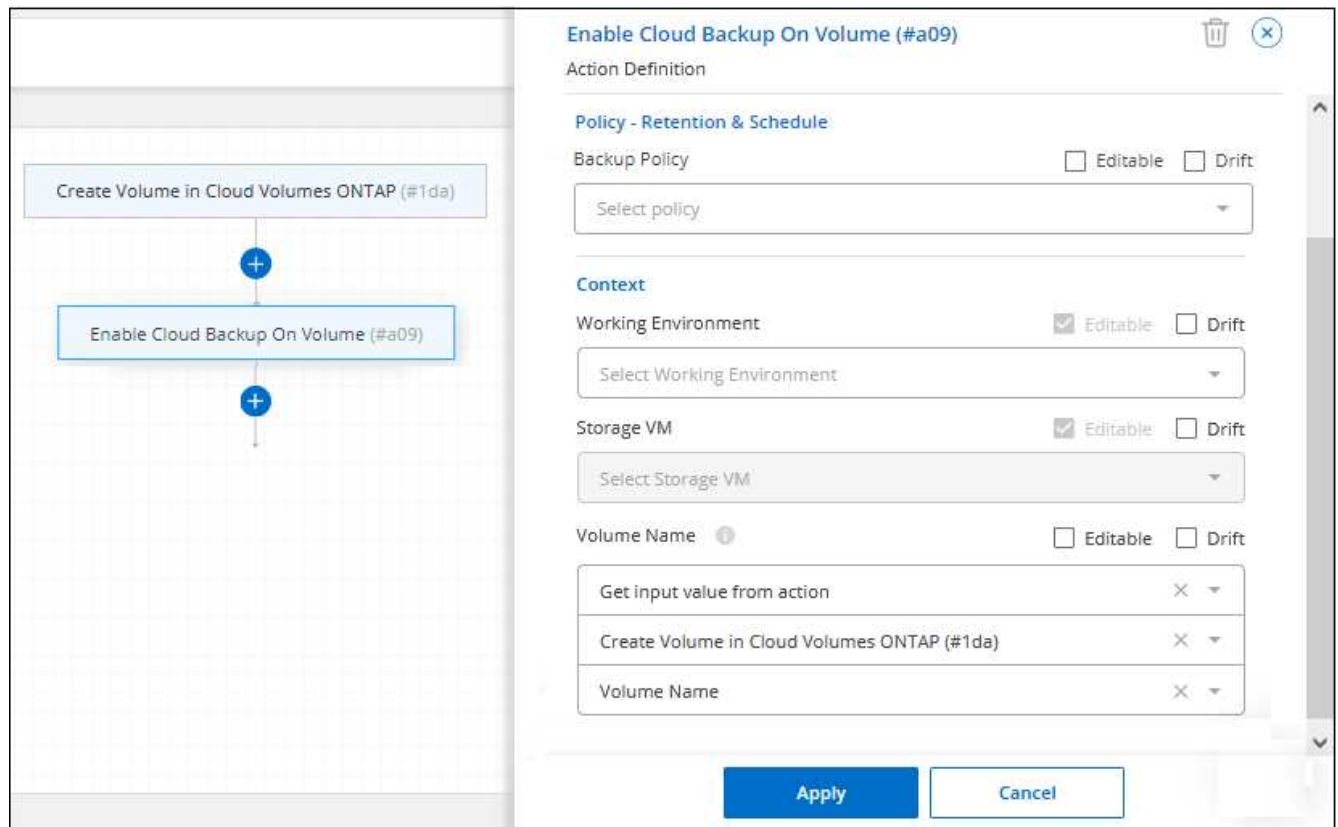 Create Volume in Cloud Volumes ONTAP (#1da)
Enable Cloud Backup On Volume (#a09)
Enable Cloud Backup On Volume (#a09)
Action Definition
Policy - Retention & Schedule
Backup Policy Editable Drift
Select policy
Context
Working Environment Editable Drift
Select Working Environment
Storage VM Editable Drift
Select Storage VM
Volume Name Editable Drift
Get input value from action
Create Volume in Cloud Volumes ONTAP (#1da)
Volume Name
Apply Cancel